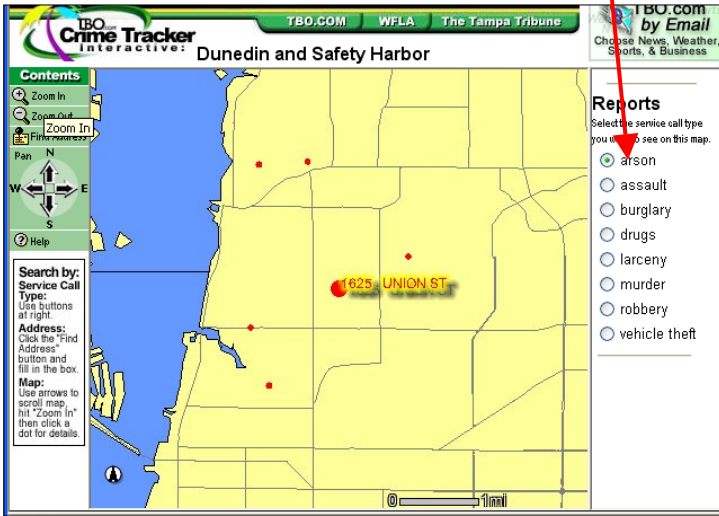 TBO.com
Crime Tracker
Interactive:
TBO.COM WFLA The Tampa Tribune
TBO.com
by Email
Choose News, Weather,
Sports, & Business
Dunedin and Safety Harbor
Contents
Zoom In
Zoom Out
Zoom In
Find Address
Pan
N
W E
S
Help
Search by:
Service Call
Type:
Use buttons
at right.
Address:
Click the "Find
Address"
button and
fill in the box.
Map:
Use arrows to
scroll map,
hit "Zoom In"
then click a
dot for details.
1625 UNION ST
0 1mi
Reports
Select the service call type
you want to see on this map.
arson
assault
burglary
drugs
larceny
murder
robbery
vehicle theft